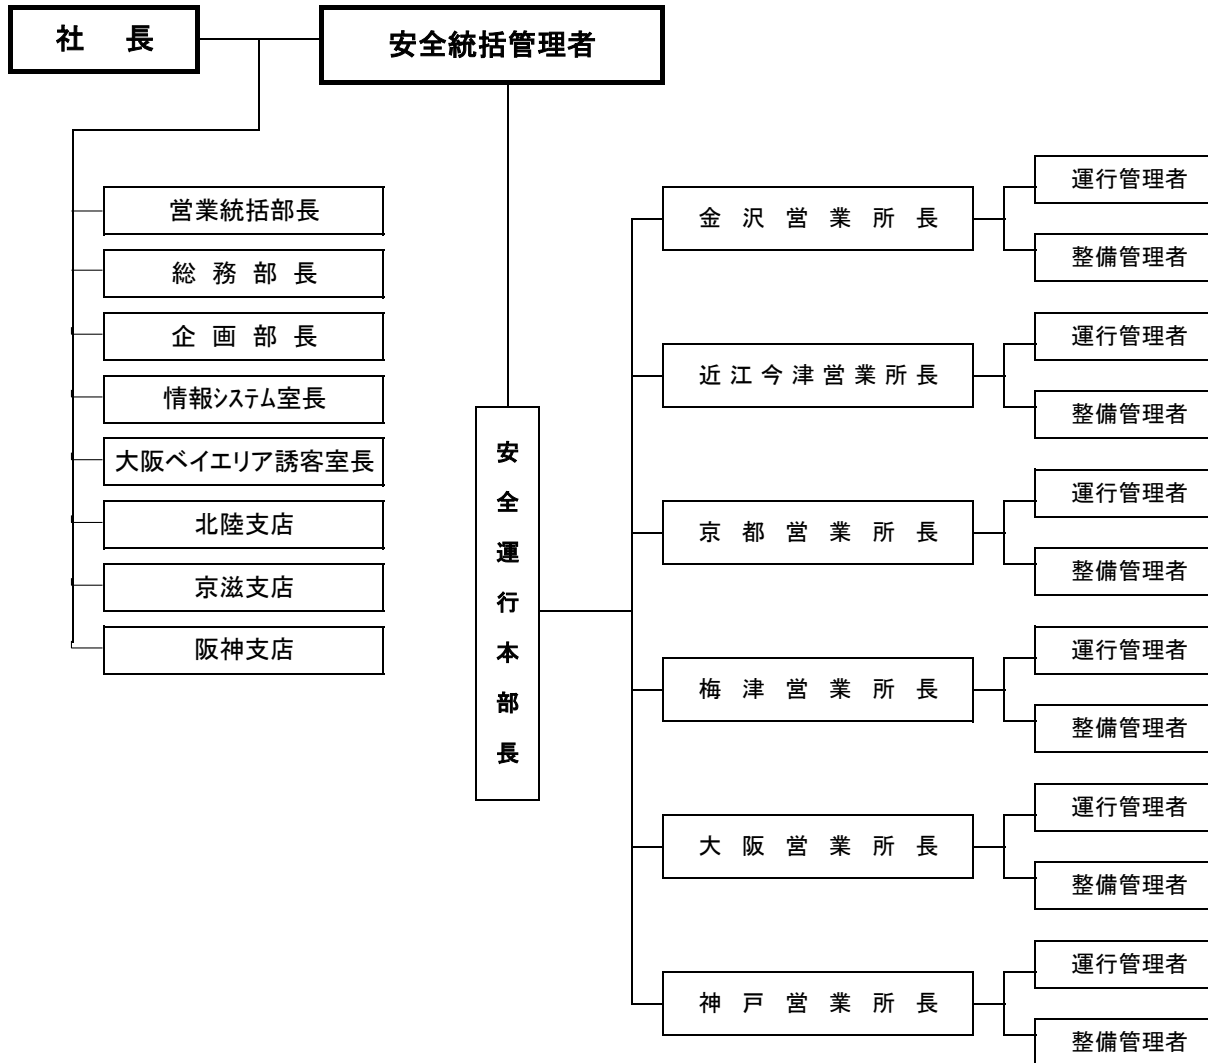 社　長
安全統括管理者
営業統括部長
総 務 部 長
企 画 部 長
情報ｼｽﾃﾑ室長
大阪ベイエリア誘客室長
北陸支店
京滋支店
阪神支店
安全運行本部長
金 沢 営 業 所 長
運行管理者
整備管理者
近 江 今 津 営 業 所 長
運行管理者
整備管理者
京 都 営 業 所 長
運行管理者
整備管理者
梅 津 営 業 所 長
運行管理者
整備管理者
大 阪 営 業 所 長
運行管理者
整備管理者
神 戸 営 業 所 長
運行管理者
整備管理者